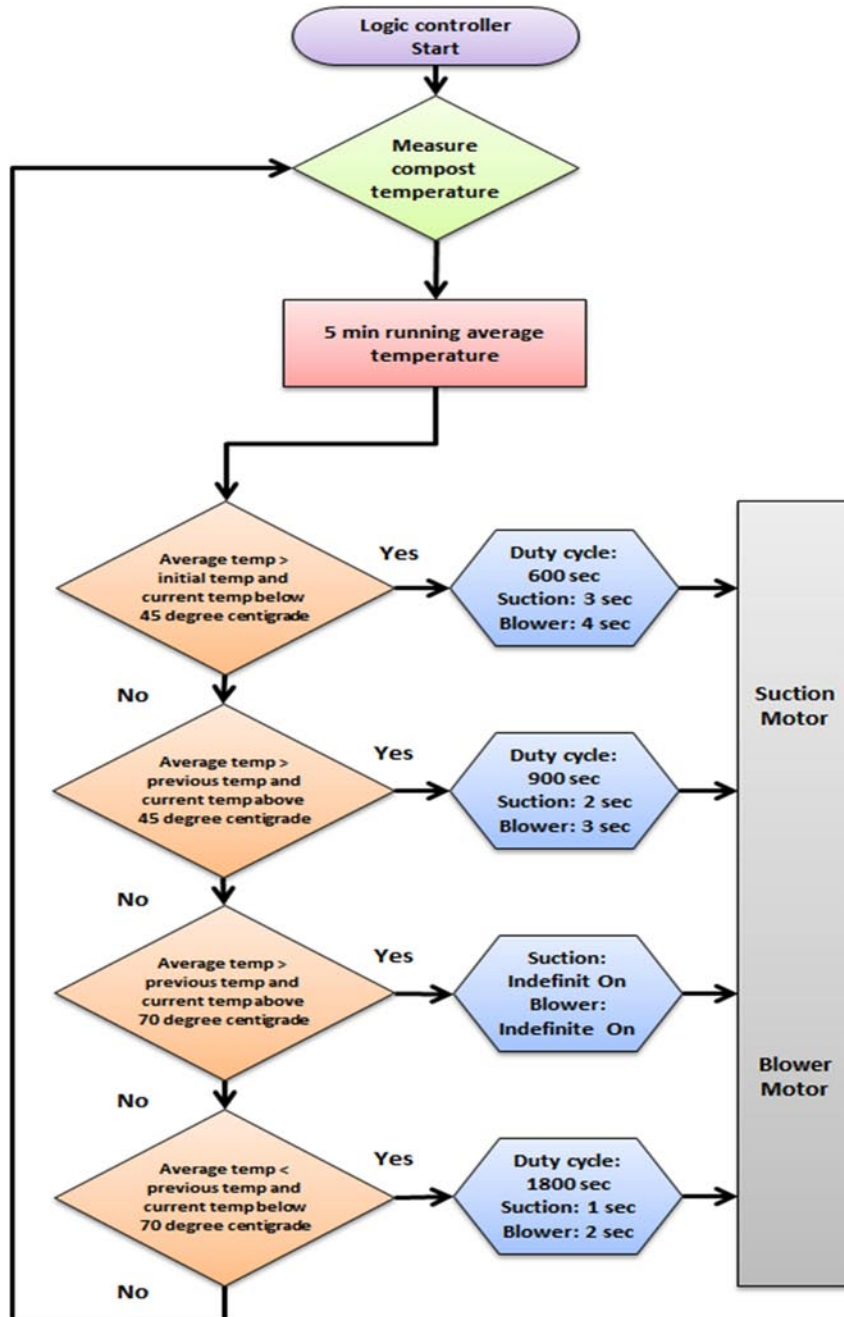 Logic controller
Start
Measure
compost
temperature
5 min running average
temperature
Average temp >
initial temp and
current temp below
45 degree centigrade
Yes
Duty cycle:
600 sec
Suction: 3 sec
Blower: 4 sec
No
Average temp >
previous temp and
current temp above
45 degree centigrade
Yes
Duty cycle:
900 sec
Suction: 2 sec
Blower: 3 sec
No
Average temp >
previous temp and
current temp above
70 degree centigrade
Yes
Suction:
Indefinit On
Blower:
Indefinite On
No
Average temp <
previous temp and
current temp below
70 degree centigrade
Yes
Duty cycle:
1800 sec
Suction: 1 sec
Blower: 2 sec
No
Suction
Motor
Blower
Motor